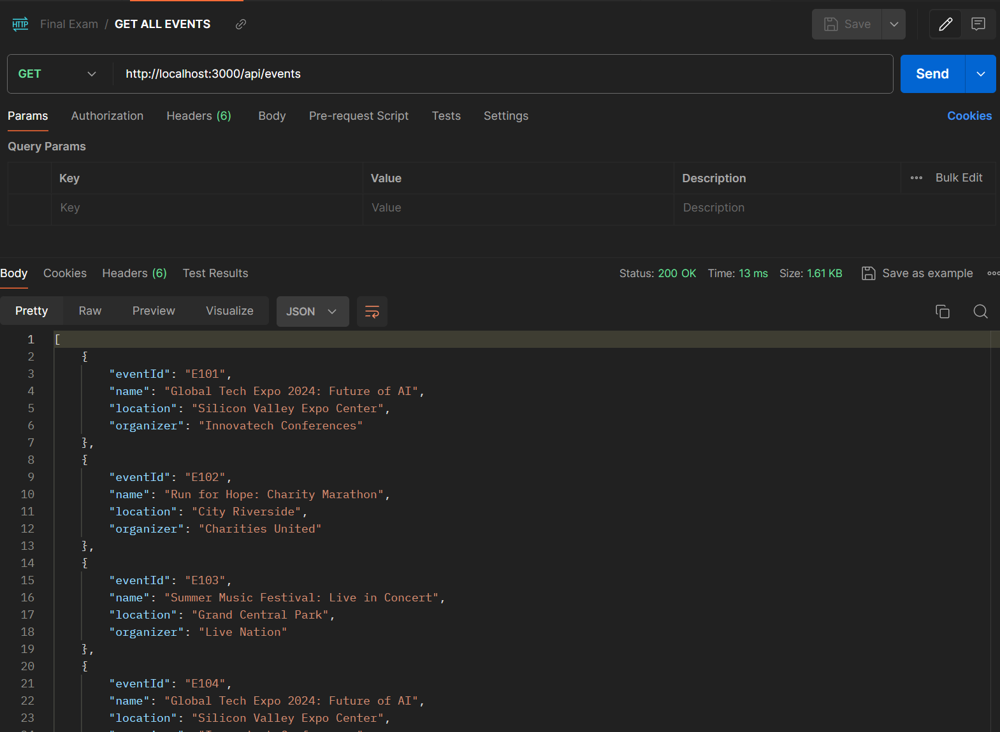 HTTP Final Exam / GET ALL EVENTS Save
GET http://localhost:3000/api/events Send
Params Authorization Headers (6) Body Pre-request Script Tests Settings Cookies
Query Params
Key Value Description Bulk Edit
Key Value Description
Body Cookies Headers (6) Test Results Status: 200 OK Time: 13 ms Size: 1.61 KB Save as example
Pretty Raw Preview Visualize JSON
1 [
2 {
3 "eventId": "E101",
4 "name": "Global Tech Expo 2024: Future of AI",
5 "location": "Silicon Valley Expo Center",
6 "organizer": "Innovatech Conferences"
7 },
8 {
9 "eventId": "E102",
10 "name": "Run for Hope: Charity Marathon",
11 "location": "City Riverside",
12 "organizer": "Charities United"
13 },
14 {
15 "eventId": "E103",
16 "name": "Summer Music Festival: Live in Concert",
17 "location": "Grand Central Park",
18 "organizer": "Live Nation"
19 },
20 {
21 "eventId": "E104",
22 "name": "Global Tech Expo 2024: Future of AI",
23 "location": "Silicon Valley Expo Center",